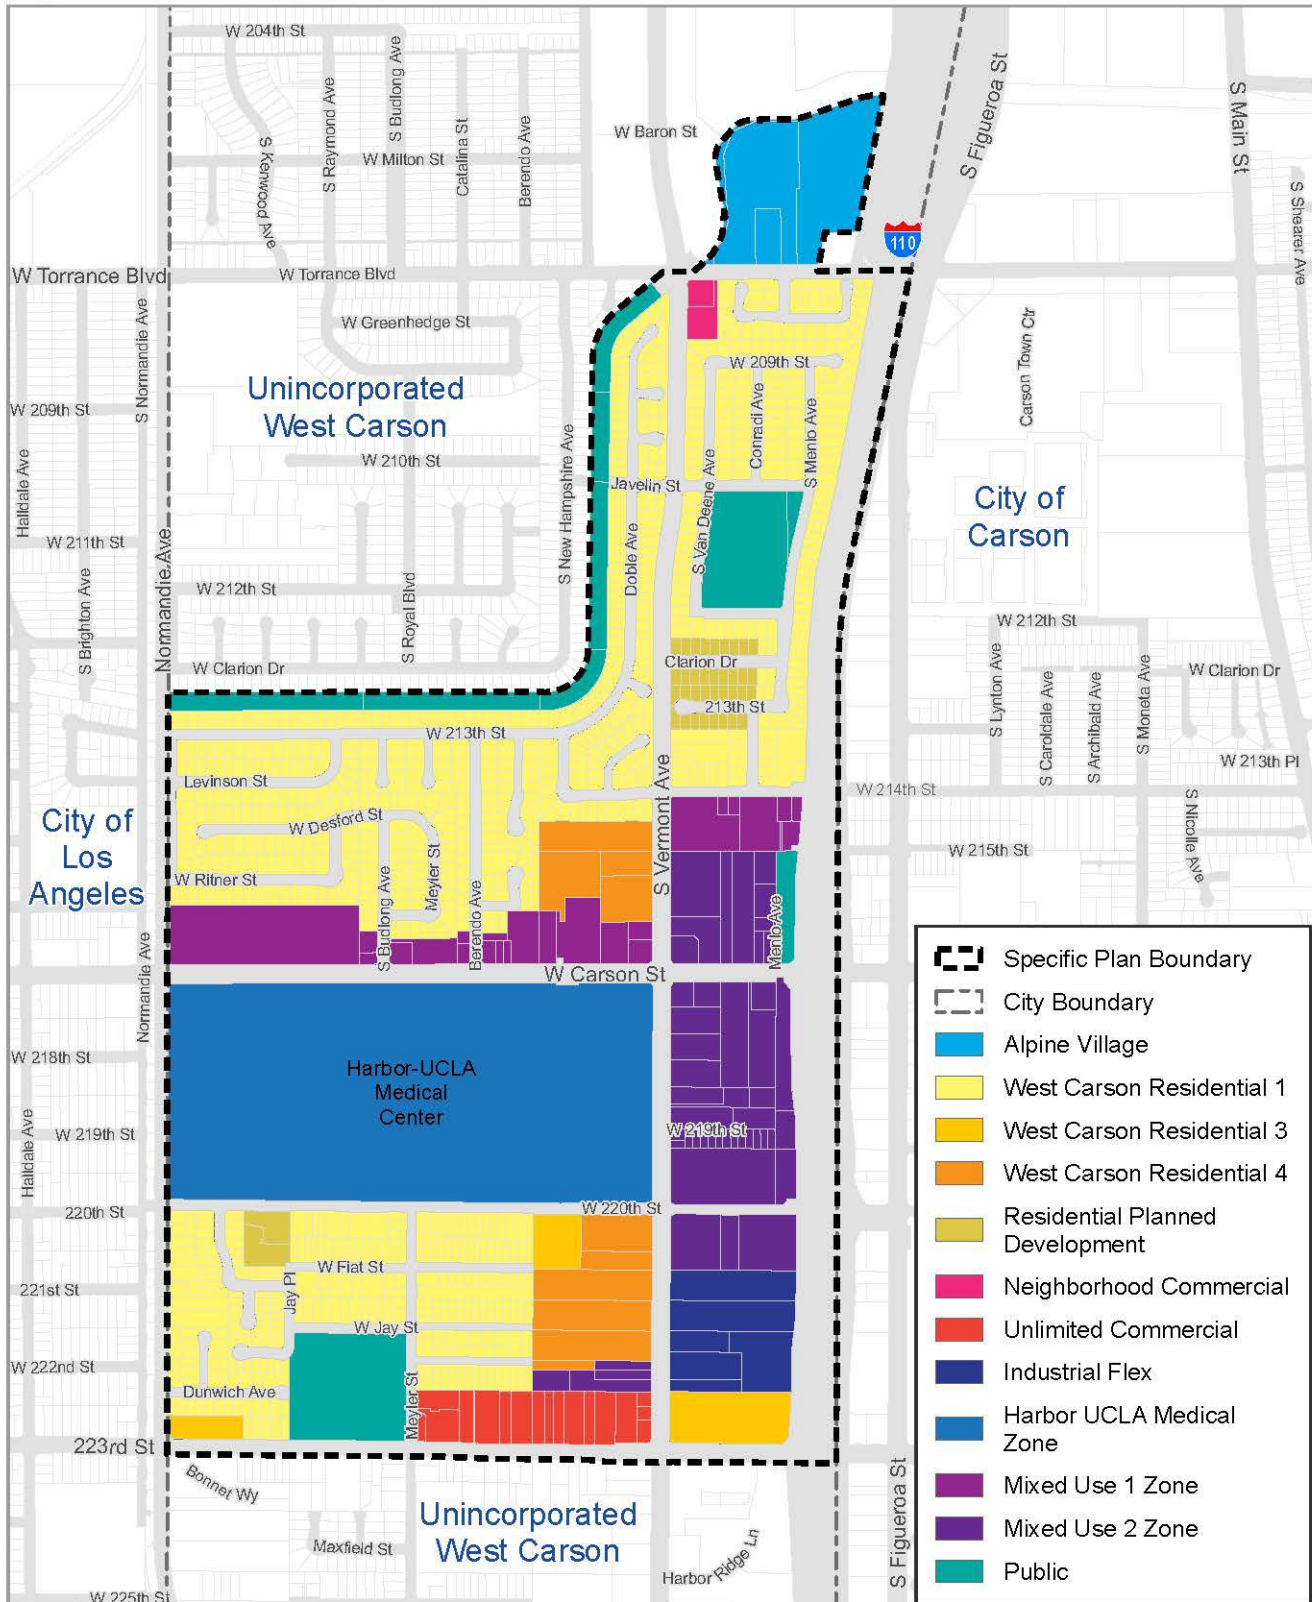 W 204th St
S Kenwood Ave
S Raymond Ave
S Budlong Ave
Catalina St
Berendo Ave
W Milton St
W Baron St
S Figueroa St
S Main St
S Shearer Ave
110
W Torrance Blvd
W Torrance Blvd
S Normandie Ave
W Greenhedge St
Unincorporated
West Carson
W 209th St
W 209th St
Conradi Ave
S Menlo Ave
Carson Town Ctr
Halldale Ave
W 210th St
S New Hampshire Ave
Javelin St
S Van Deene Ave
Doble Ave
City of
Carson
W 211th St
Normandie Ave
S Brighton Ave
W 212th St
S Royal Blvd
W Clarion Dr
Clarion Dr
213th St
W 212th St
S Lynton Ave
S Caroldale Ave
S Archibald Ave
S Moneta Ave
W Clarion Dr
W 213th Pl
W 213th St
Levinson St
W Desford St
W Ritner St
S Budlong Ave
Meyler St
Berendo Ave
S Vermont Ave
W 214th St
W 215th St
S Nicolle Ave
City of
Los
Angeles
Menlo Ave
Normandie Ave
W Carson St
Harbor-UCLA
Medical
Center
W 218th St
W 219th St
W 219th St
Halldale Ave
220th St
W 220th St
W Fiat St
221st St
Jay Pl
W Jay St
W 222nd St
Dunwich Ave
Meyler St
223rd St
Bonnet Wy
Unincorporated
West Carson
Maxfield St
Harbor Ridge Ln
S Figueroa St
W 225th St
Specific Plan Boundary
City Boundary
Alpine Village
West Carson Residential 1
West Carson Residential 3
West Carson Residential 4
Residential Planned
Development
Neighborhood Commercial
Unlimited Commercial
Industrial Flex
Harbor UCLA Medical
Zone
Mixed Use 1 Zone
Mixed Use 2 Zone
Public